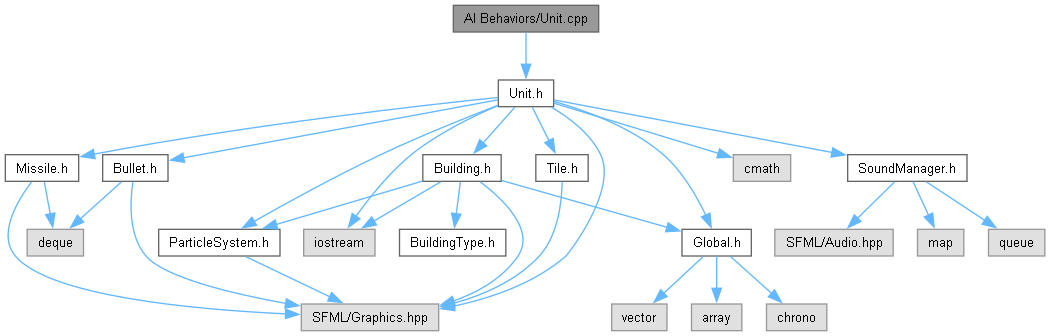 AI Behaviors/Unit.cpp
Unit.h
Missile.h
Bullet.h
Building.h
Tile.h
cmath
SoundManager.h
deque
ParticleSystem.h
iostream
BuildingType.h
Global.h
SFML/Audio.hpp
map
queue
SFML/Graphics.hpp
vector
array
chrono